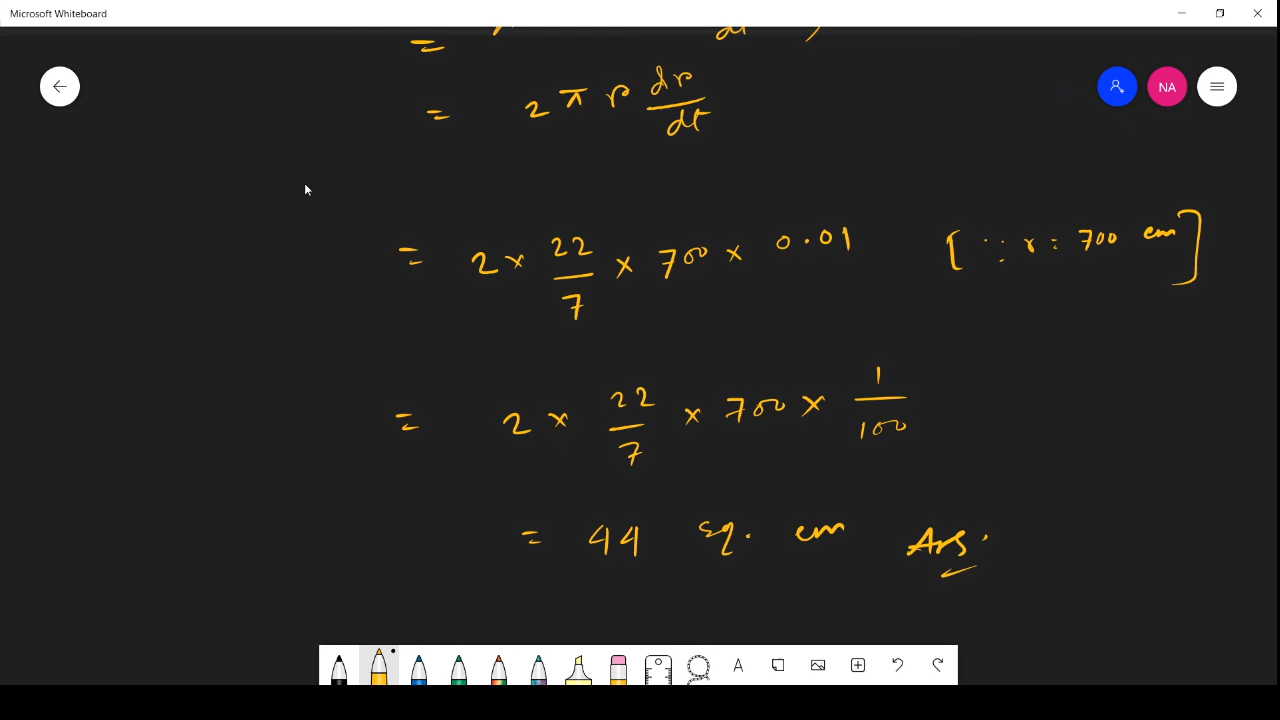 Microsoft Whiteboard
NA
= 2 π r dr/dt
= 2 × 22/7 × 700 × 0.01 [ ∵ r = 700 cm ]
= 2 × 22/7 × 700 × 1/100
= 44 sq. cm Ans.
A